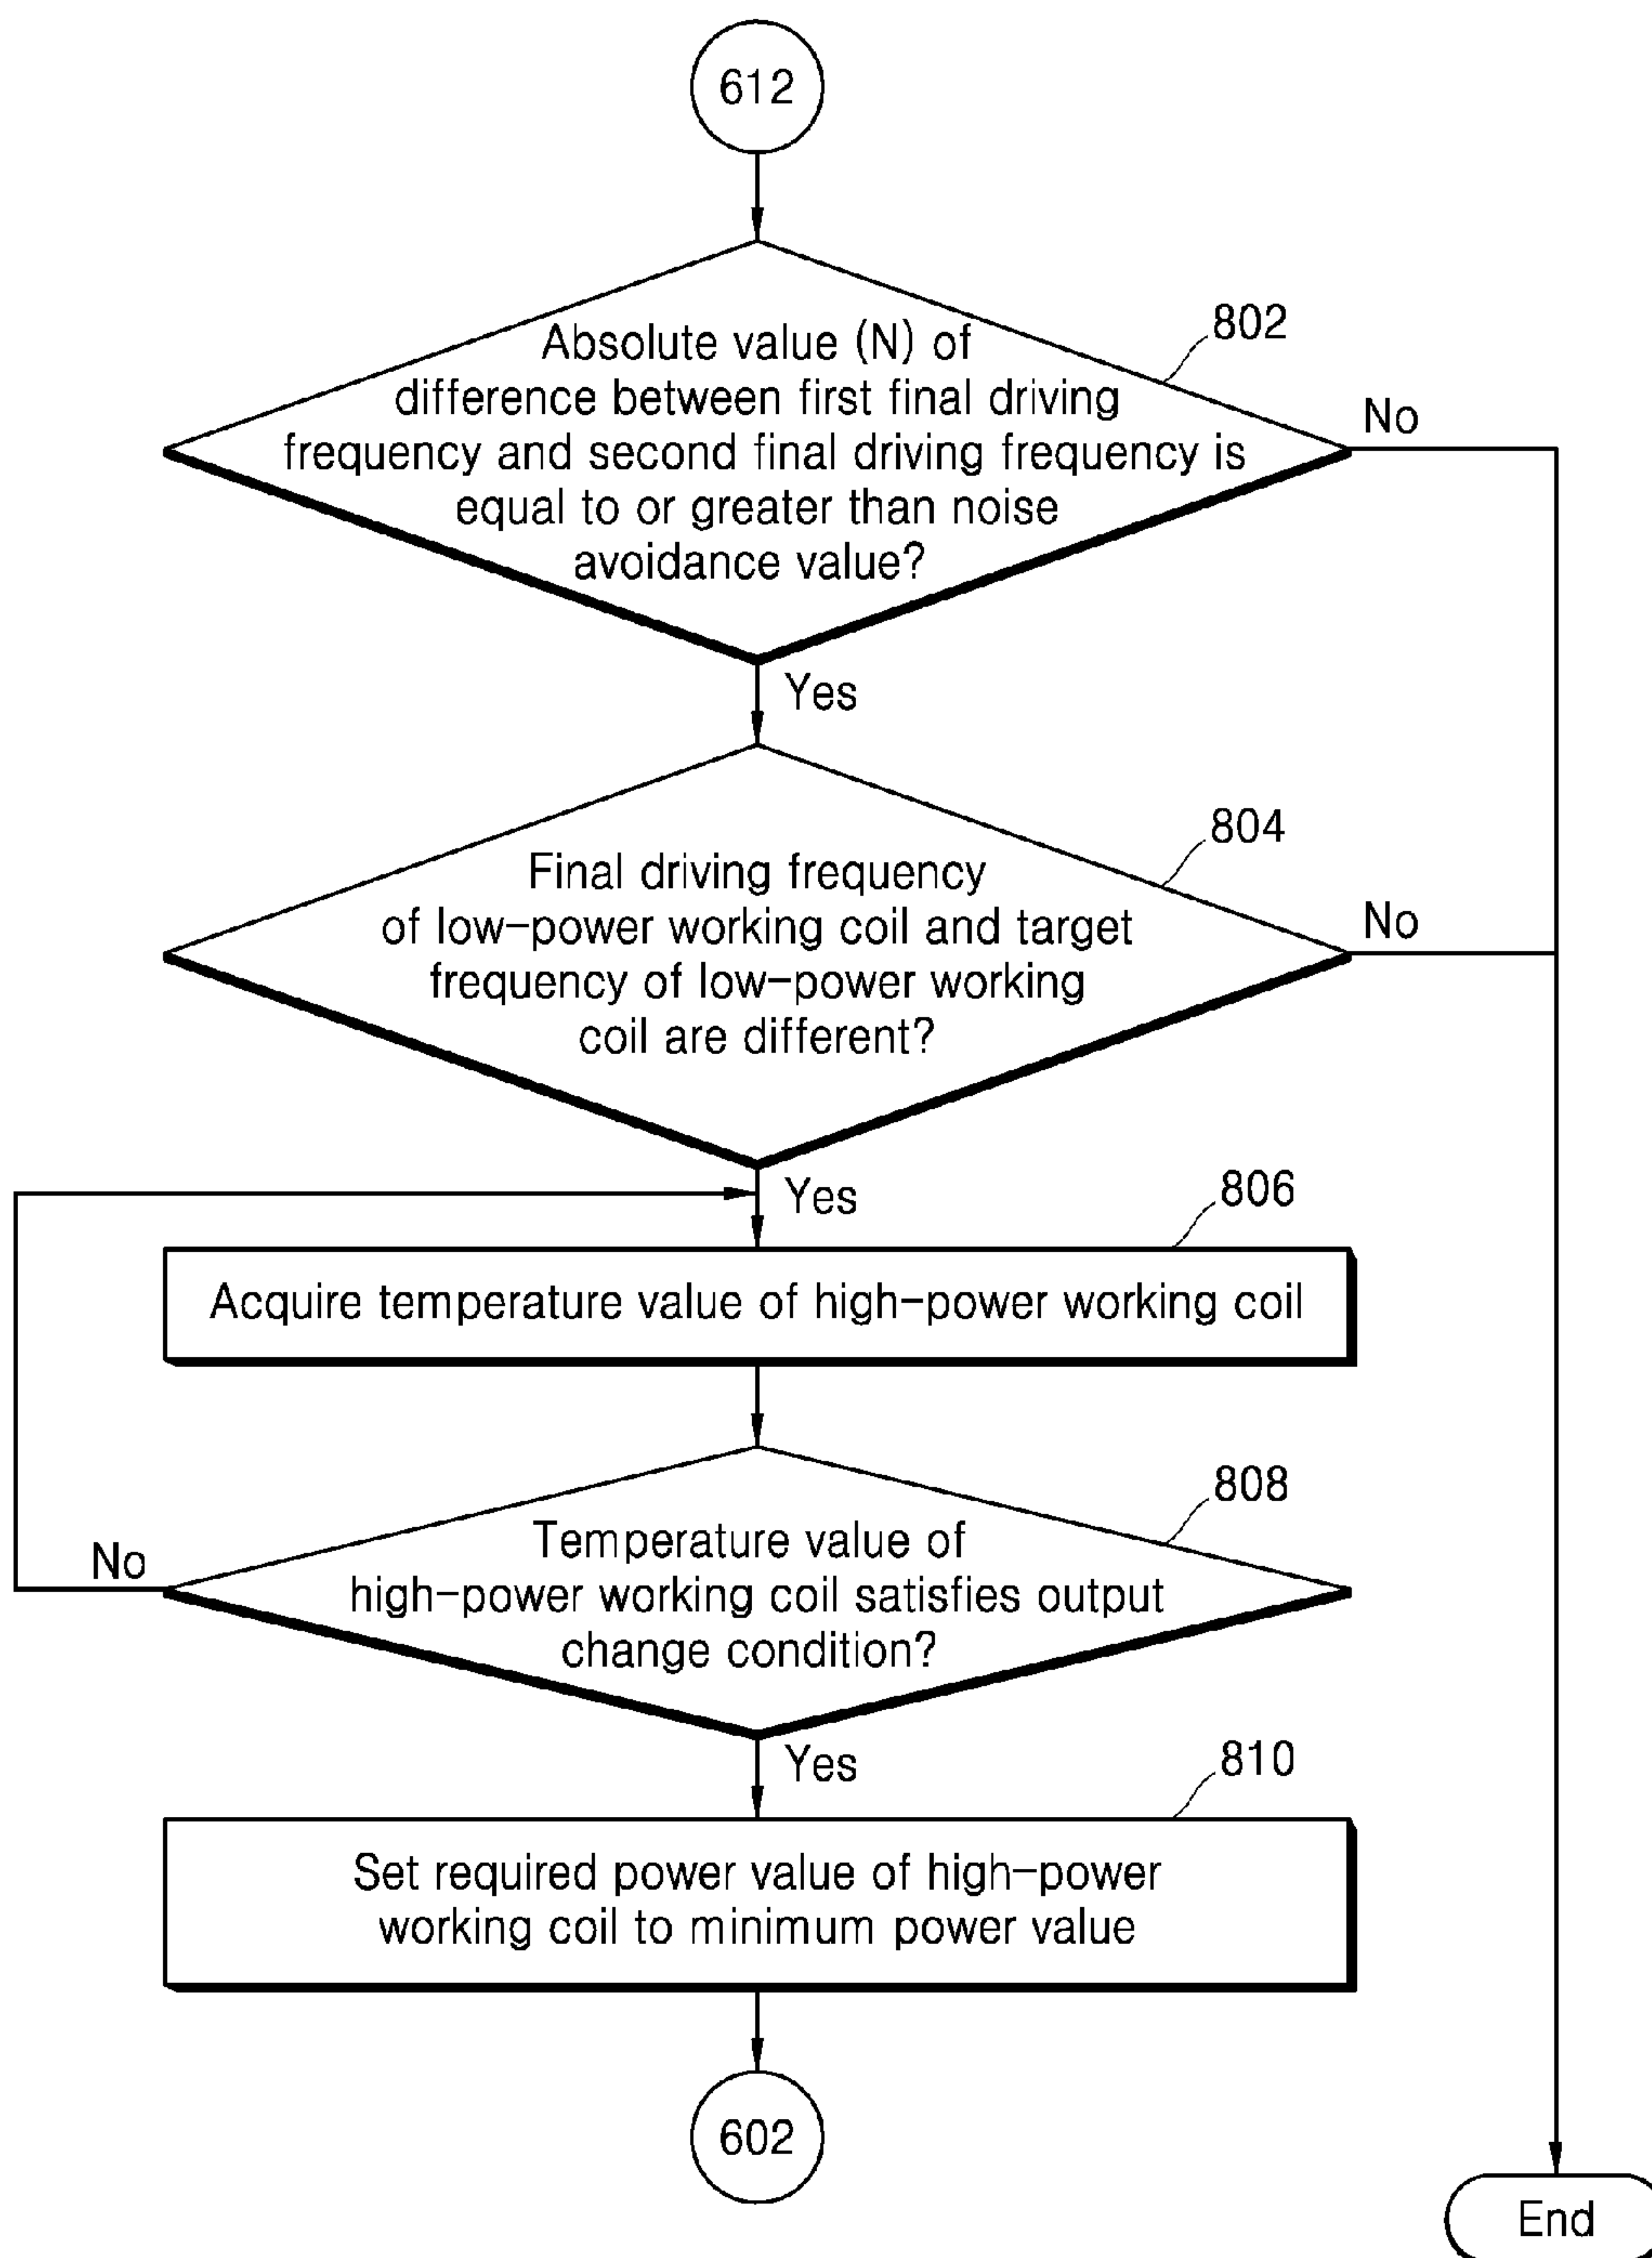 612
802
Absolute value (N) of
difference between first final driving
frequency and second final driving frequency is
equal to or greater than noise
avoidance value?
No
Yes
804
Final driving frequency
of low-power working coil and target
frequency of low-power working
coil are different?
No
Yes
806
Acquire temperature value of high-power working coil
808
Temperature value of
high-power working coil satisfies output
change condition?
No
Yes
810
Set required power value of high-power
working coil to minimum power value
602
End